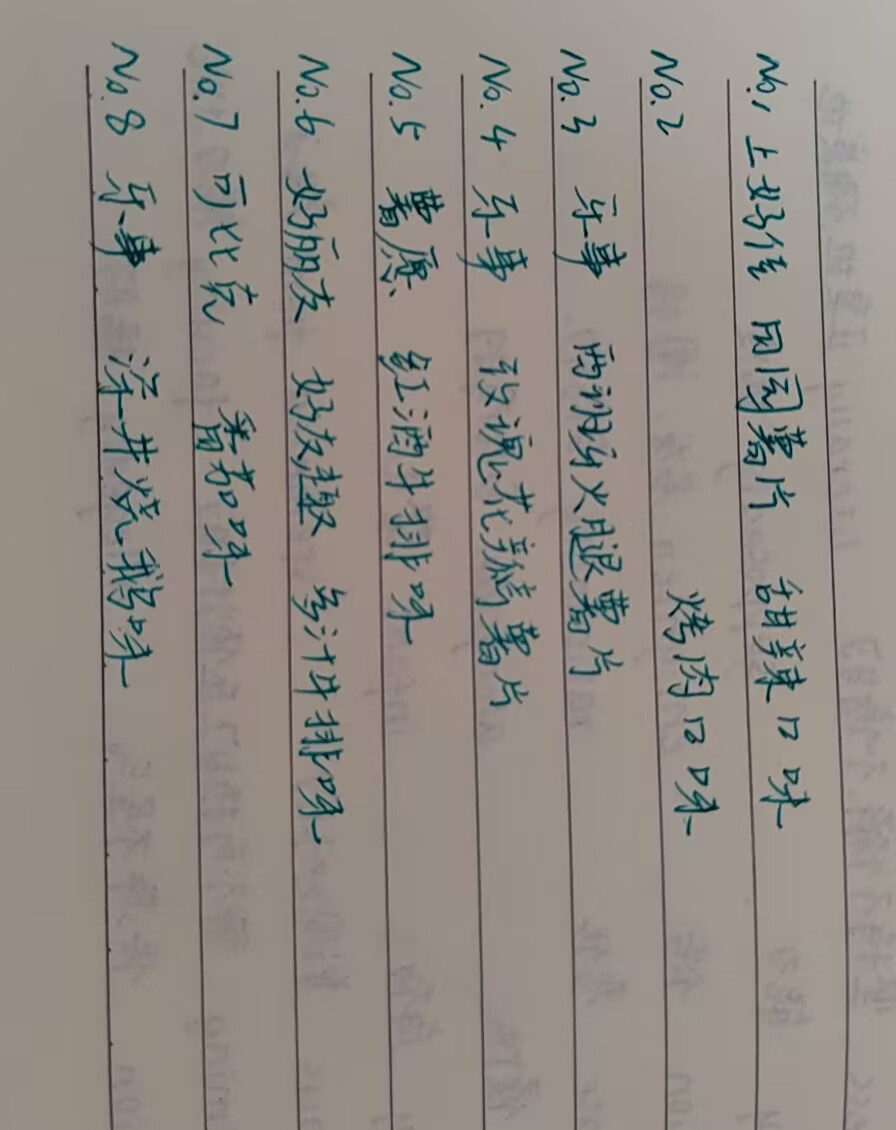 No.1 上好佳 田园薯片 甜辣口味
No.2 烤肉口味
No.3 乐事 西班牙火腿薯片
No.4 乐事 玫瑰花瓣薯片
No.5 薯愿 红酒牛排味
No.6 好丽友 好友趣 多汁牛排味
No.7 可比克 番茄味
No.8 乐事 深井烧鹅味